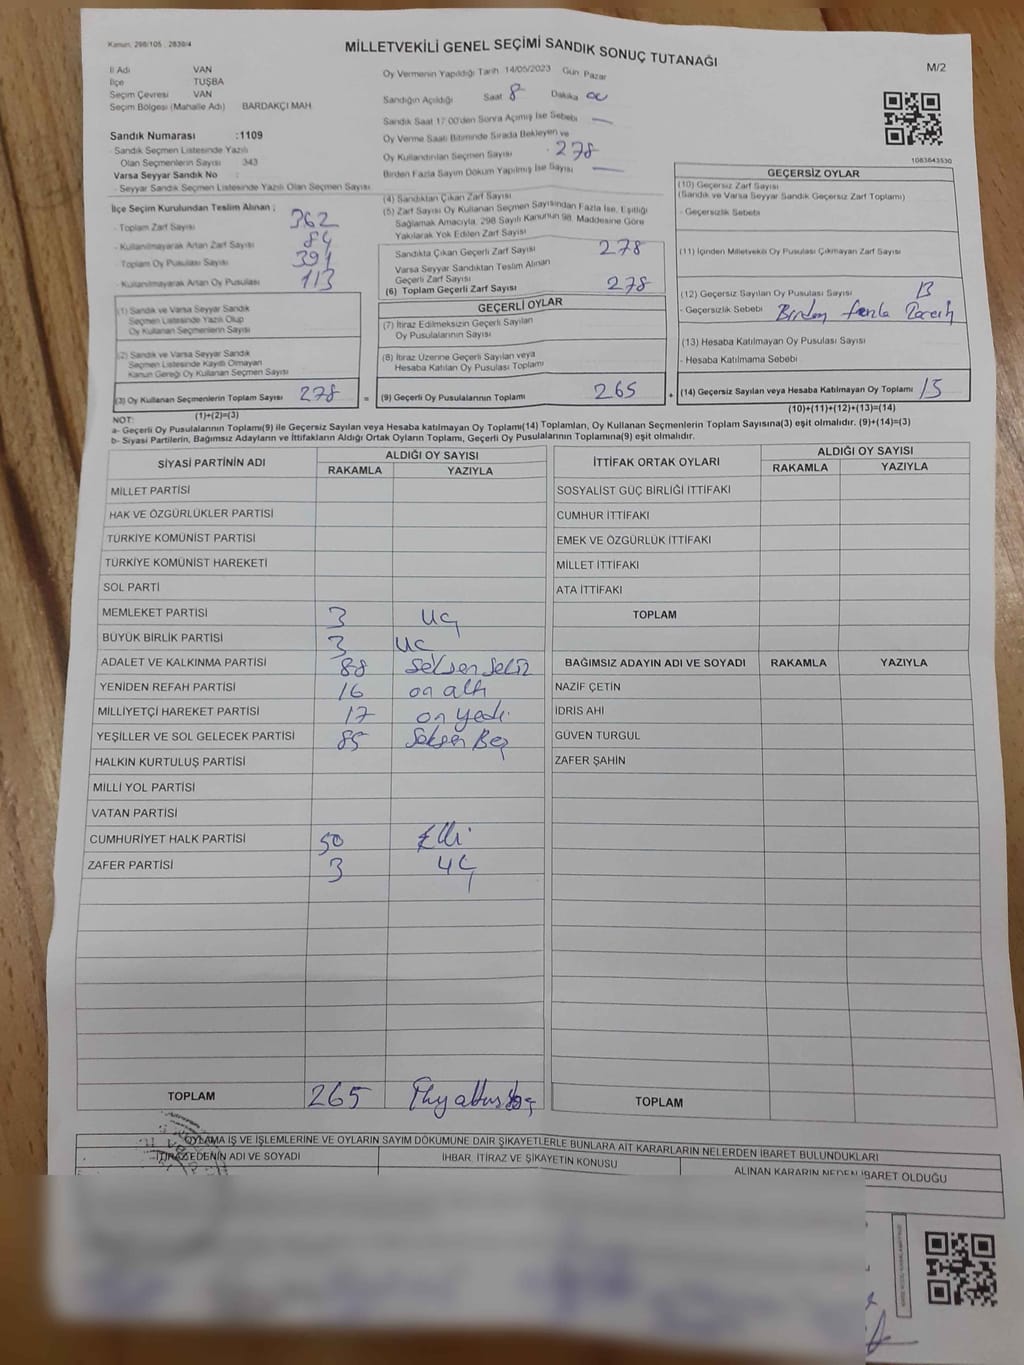 Kanun, 298/105 , 2839/4
MİLLETVEKİLİ GENEL SEÇİMİ SANDIK SONUÇ TUTANAĞI
M/2
İl Adı VAN
İlçe TUŞBA
Seçim Çevresi VAN
Seçim Bölgesi (Mahalle Adı) BARDAKÇI MAH
Sandık Numarası :1109
- Sandık Seçmen Listesinde Yazılı
Olan Seçmenlerin Sayısı 343
Varsa Seyyar Sandık No :
- Seyyar Sandık Seçmen Listesinde Yazılı Olan Seçmen Sayısı
Oy Vermenin Yapıldığı Tarih 14/05/2023 Gün Pazar
Sandığın Açıldığı Saat 8 Dakika 00
Sandık Saat 17:00'den Sonra Açılmış İse Sebebi —
Oy Verme Saati Bitiminde Sırada Bekleyen ve
Oy Kullandırılan Seçmen Sayısı 278
Birden Fazla Sayım Döküm Yapılmış İse Sayısı —
1083843530
İlçe Seçim Kurulundan Teslim Alınan ;
- Toplam Zarf Sayısı 362
- Kullanılmayarak Artan Zarf Sayısı 84
- Toplam Oy Pusulası Sayısı 391
- Kullanılmayarak Artan Oy Pusulası 113
(4) Sandıktan Çıkan Zarf Sayısı
(5) Zarf Sayısı Oy Kullanan Seçmen Sayısından Fazla İse, Eşitliği
Sağlamak Amacıyla, 298 Sayılı Kanunun 98. Maddesine Göre
Yakılarak Yok Edilen Zarf Sayısı
Sandıkta Çıkan Geçerli Zarf Sayısı 278
Varsa Seyyar Sandıktan Teslim Alınan
Geçerli Zarf Sayısı
(6) Toplam Geçerli Zarf Sayısı 278
GEÇERSİZ OYLAR
(10) Geçersiz Zarf Sayısı
(Sandık ve Varsa Seyyar Sandık Geçersiz Zarf Toplamı)
- Geçersizlik Sebebi
(11) İçinden Milletvekili Oy Pusulası Çıkmayan Zarf Sayısı
(12) Geçersiz Sayılan Oy Pusulası Sayısı 13
- Geçersizlik Sebebi Birden fazla
(13) Hesaba Katılmayan Oy Pusulası Sayısı
- Hesaba Katılmama Sebebi
(14) Geçersiz Sayılan veya Hesaba Katılmayan Oy Toplamı 13
(10)+(11)+(12)+(13)=(14)
(1) Sandık ve Varsa Seyyar Sandık
Seçmen Listesinde Yazılı Olup
Oy Kullanan Seçmenlerin Sayısı
(2) Sandık ve Varsa Seyyar Sandık
Seçmen Listesinde Kayıtlı Olmayan
Kanun Gereği Oy Kullanan Seçmen Sayısı
(3) Oy Kullanan Seçmenlerin Toplam Sayısı 278 =
(1)+(2)=(3)
GEÇERLİ OYLAR
(7) İtiraz Edilmeksizin Geçerli Sayılan
Oy Pusulalarının Sayısı
(8) İtiraz Üzerine Geçerli Sayılan veya
Hesaba Katılan Oy Pusulası Toplamı
(9) Geçerli Oy Pusulalarının Toplamı 265 +
NOT:
a- Geçerli Oy Pusulasının Toplamı(9) ile Geçersiz Sayılan veya Hesaba katılmayan Oy Toplamı(14) Toplamları, Oy Kullanan Seçmenlerin Toplam Sayısına(3) eşit olmalıdır. (9)+(14)=(3)
b- Siyasi Partilerin, Bağımsız Adayların ve İttifakların Aldığı Ortak Oyların Toplamı, Geçerli Oy Pusulalarının Toplamına(9) eşit olmalıdır.
SİYASİ PARTİNİN ADI ALDIĞI OY SAYISI
RAKAMLA YAZIYLA
MİLLET PARTİSİ
HAK VE ÖZGÜRLÜKLER PARTİSİ
TÜRKİYE KOMÜNİST PARTİSİ
TÜRKİYE KOMÜNİST HAREKETİ
SOL PARTİ
MEMLEKET PARTİSİ 3 Uç
BÜYÜK BİRLİK PARTİSİ 3 Uc
ADALET VE KALKINMA PARTİSİ 88 Seksen Sekiz
YENİDEN REFAH PARTİSİ 16 on altı
MİLLİYETÇİ HAREKET PARTİSİ 17 on yedi
YEŞİLLER VE SOL GELECEK PARTİSİ 85 Seksen Beş
HALKIN KURTULUŞ PARTİSİ
MİLLİ YOL PARTİSİ
VATAN PARTİSİ
CUMHURİYET HALK PARTİSİ 50 Elli
ZAFER PARTİSİ 3 Uç
TOPLAM 265
İTTİFAK ORTAK OYLARI ALDIĞI OY SAYISI
RAKAMLA YAZIYLA
SOSYALİST GÜÇ BİRLİĞİ İTTİFAKI
CUMHUR İTTİFAKI
EMEK VE ÖZGÜRLÜK İTTİFAKI
MİLLET İTTİFAKI
ATA İTTİFAKI
TOPLAM
BAĞIMSIZ ADAYIN ADI VE SOYADI RAKAMLA YAZIYLA
NAZİF ÇETİN
İDRİS AHİ
GÜVEN TURGUL
ZAFER ŞAHİN
TOPLAM
OYLAMA İŞ VE İŞLEMLERİNE VE OYLARIN SAYIM DÖKÜMÜNE DAİR ŞİKAYETLERLE BUNLARA AİT KARARLARIN NELERDEN İBARET BULUNDUKLARI
İTİRAZ EDENİN ADI VE SOYADI İHBAR, İTİRAZ VE ŞİKAYETİN KONUSU ALINAN KARARIN NEDEN İBARET OLDUĞU